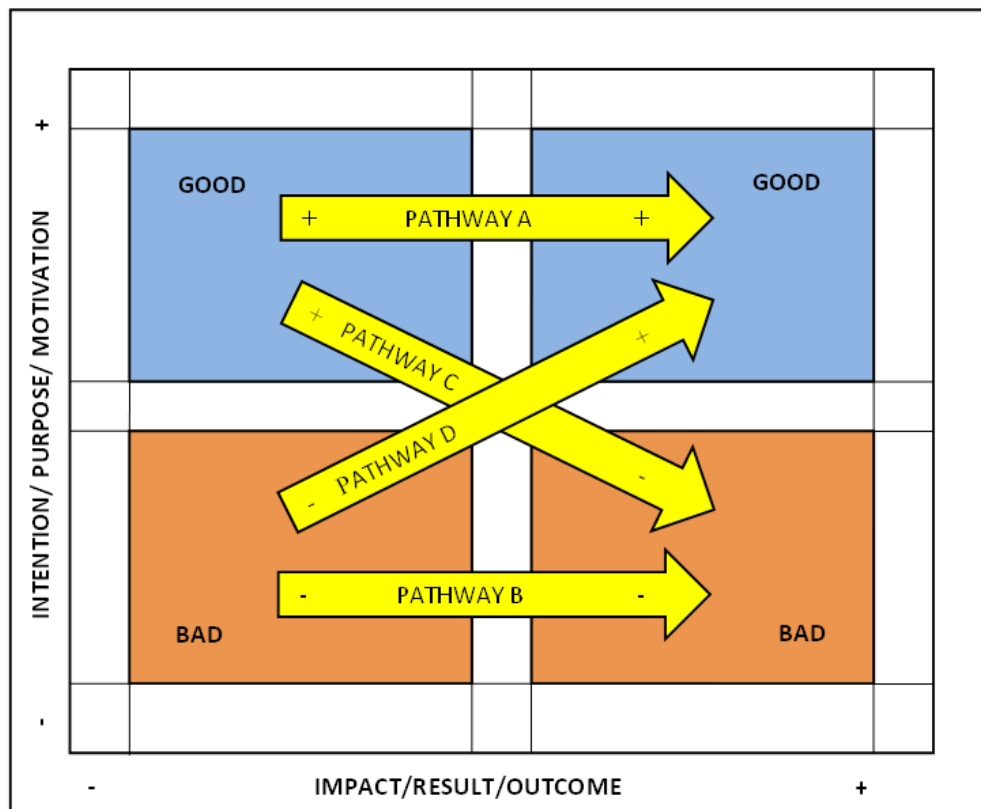 +
INTENTION/ PURPOSE/ MOTIVATION
-
GOOD
GOOD
+ PATHWAY A +
+ PATHWAY C -
- PATHWAY D +
- PATHWAY B -
BAD
BAD
- IMPACT/RESULT/OUTCOME +